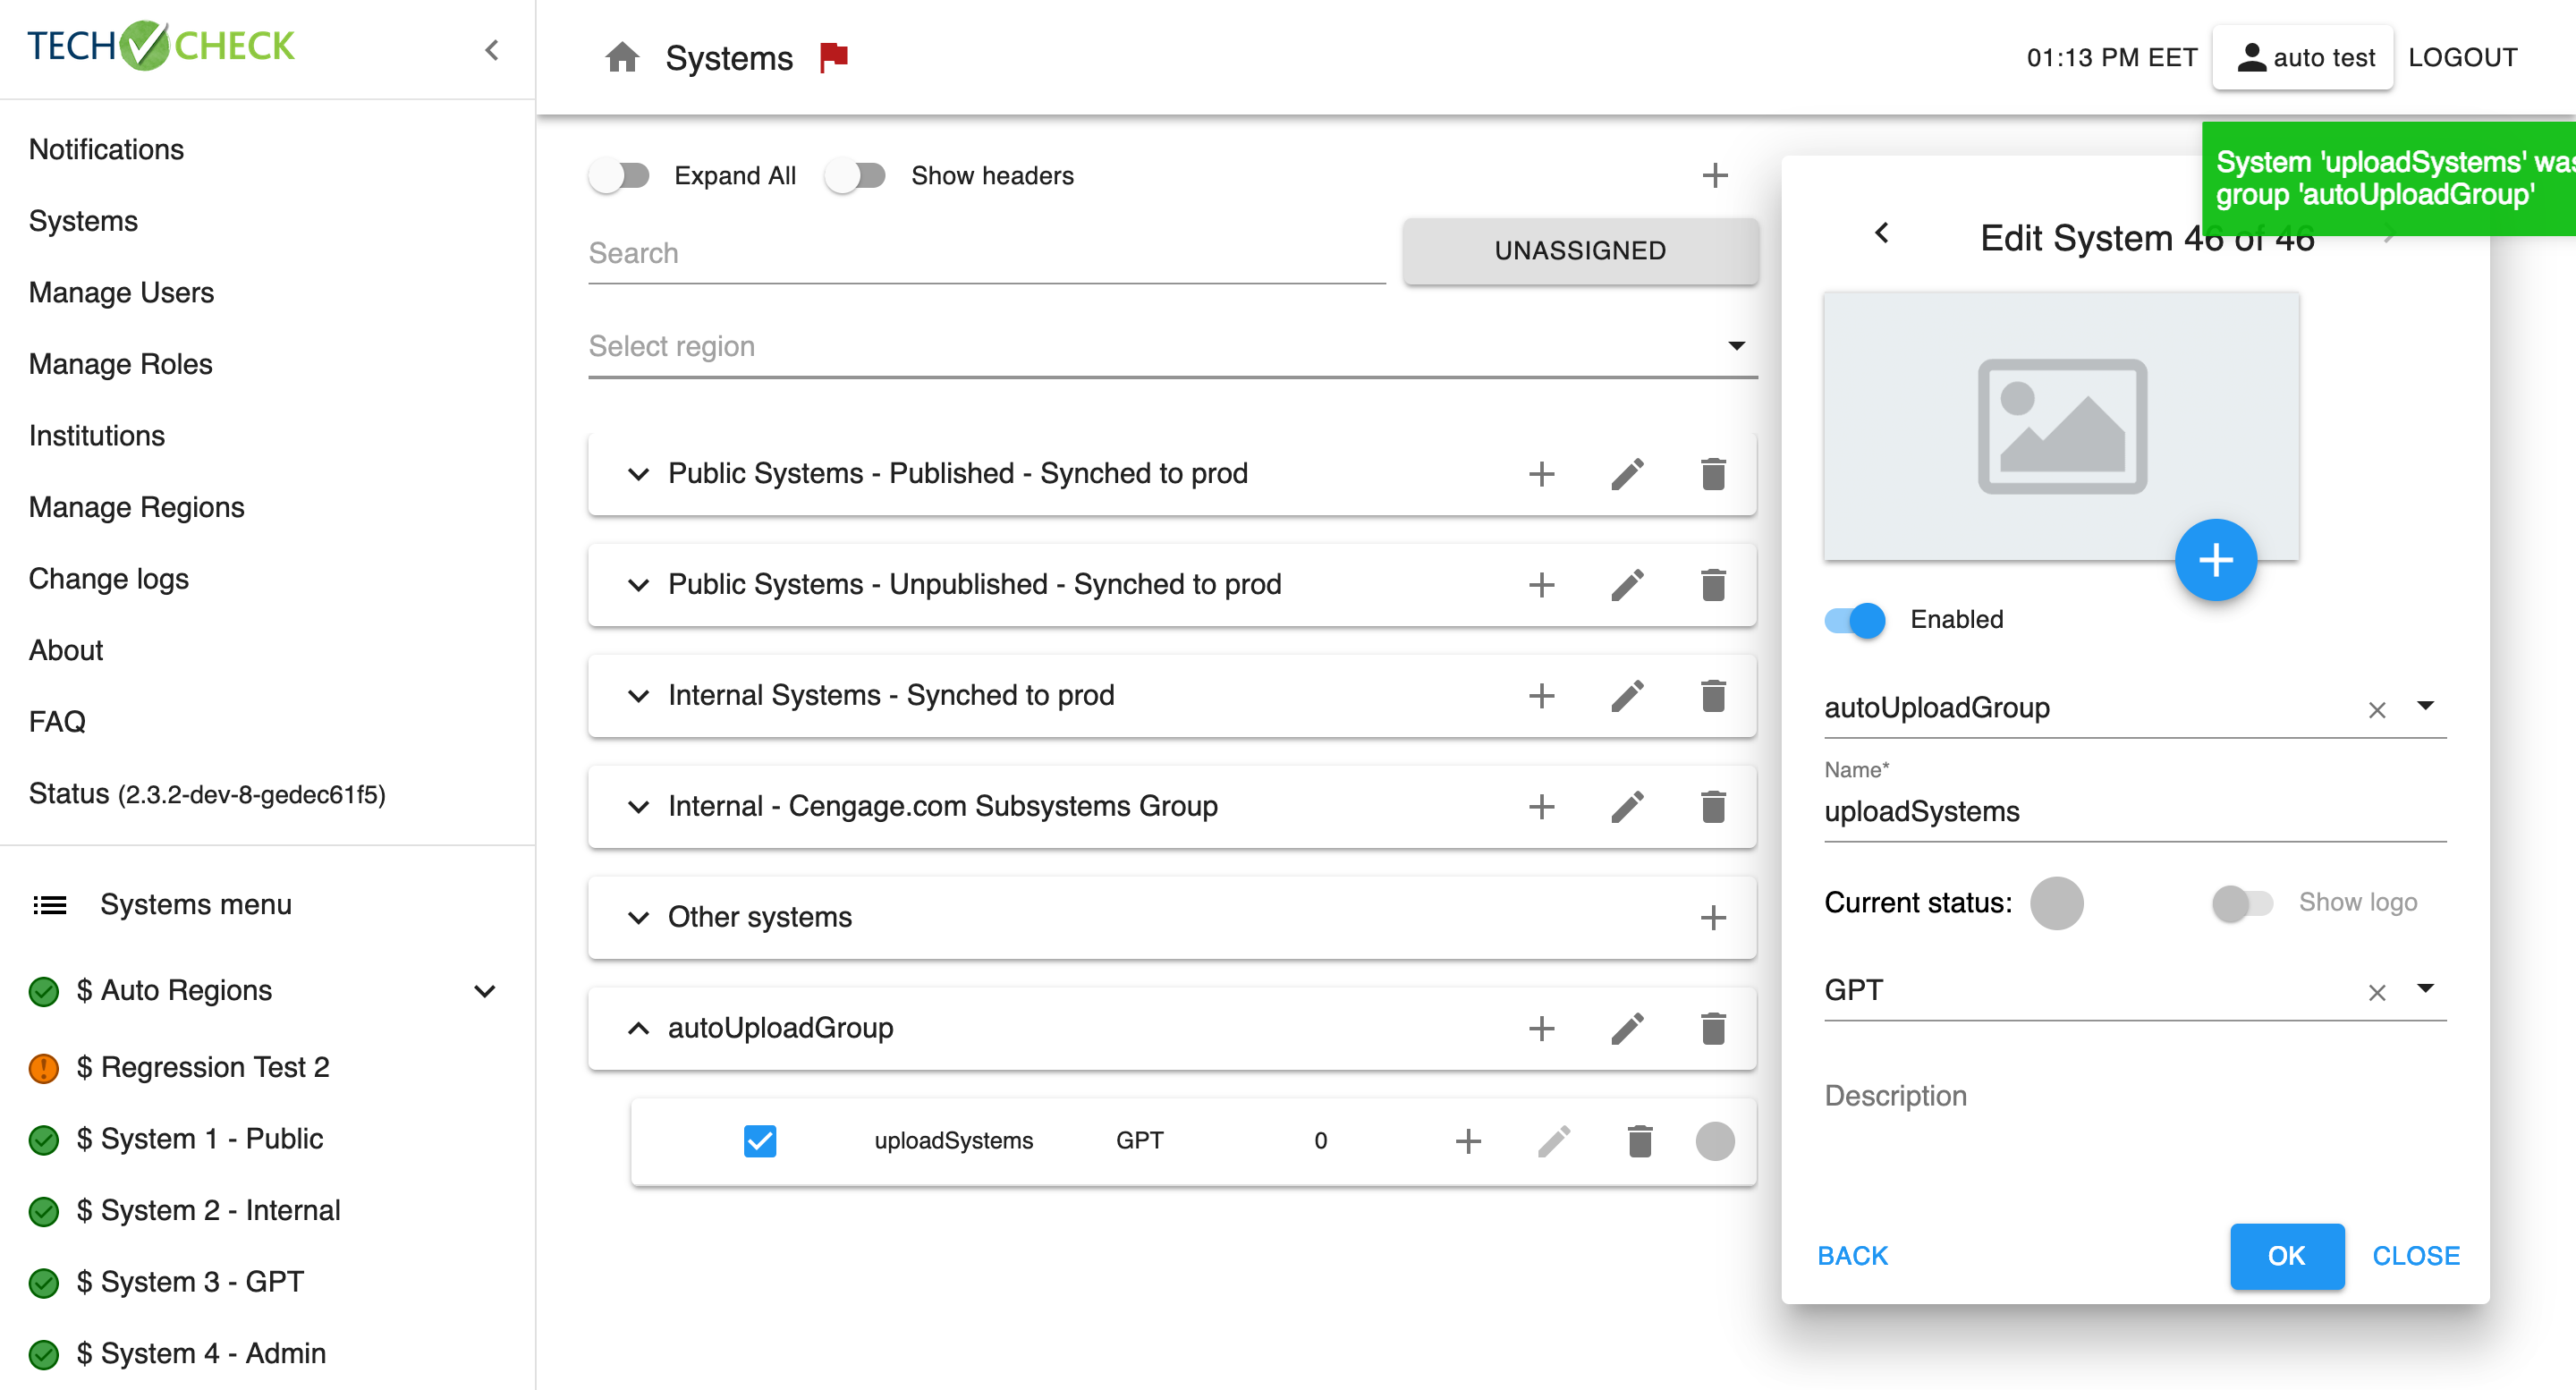 TECH CHECK
Notifications
Systems
Manage Users
Manage Roles
Institutions
Manage Regions
Change logs
About
FAQ
Status (2.3.2-dev-8-gedec61f5)
Systems menu
$ Auto Regions
$ Regression Test 2
$ System 1 - Public
$ System 2 - Internal
$ System 3 - GPT
$ System 4 - Admin
Systems
01:13 PM EET
auto test
LOGOUT
Expand All
Show headers
Search
UNASSIGNED
Select region
Public Systems - Published - Synched to prod
Public Systems - Unpublished - Synched to prod
Internal Systems - Synched to prod
Internal - Cengage.com Subsystems Group
Other systems
autoUploadGroup
uploadSystems GPT 0
System 'uploadSystems' was
group 'autoUploadGroup'
Edit System 46 of 46
Enabled
autoUploadGroup
Name*
uploadSystems
Current status:
Show logo
GPT
Description
BACK
OK
CLOSE